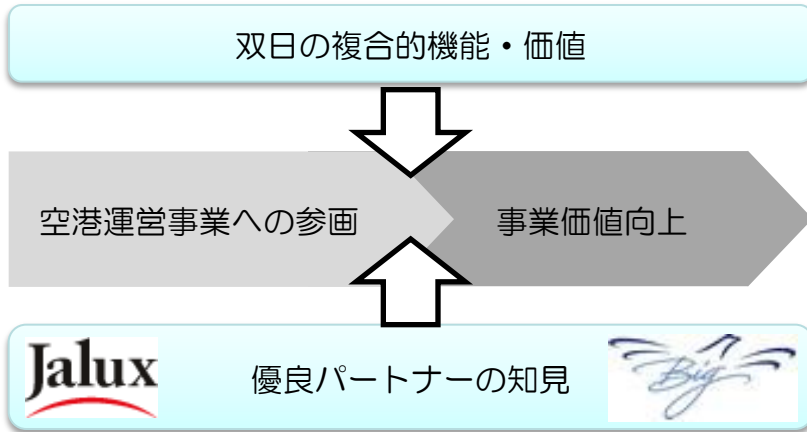 双日の複合的機能・価値
空港運営事業への参画
事業価値向上
Jalux
優良パートナーの知見
Big